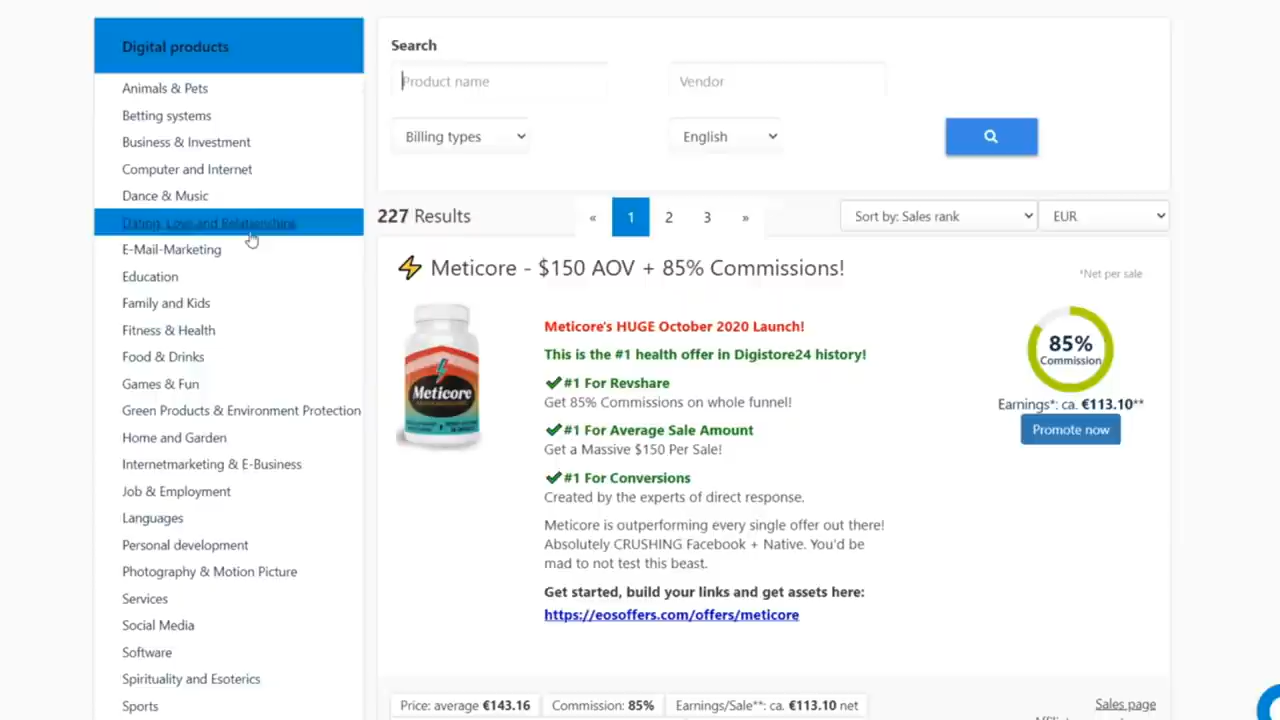 Digital products
Animals & Pets
Betting systems
Business & Investment
Computer and Internet
Dance & Music
Dating, Love and Relationships
E-Mail-Marketing
Education
Family and Kids
Fitness & Health
Food & Drinks
Games & Fun
Green Products & Environment Protection
Home and Garden
Internetmarketing & E-Business
Job & Employment
Languages
Personal development
Photography & Motion Picture
Services
Social Media
Software
Spirituality and Esoterics
Sports
Search
Product name
Vendor
Billing types
English
227 Results
« 1 2 3 »
Sort by: Sales rank
EUR
⚡ Meticore - $150 AOV + 85% Commissions!
*Net per sale
Meticore
Meticore's HUGE October 2020 Launch!
This is the #1 health offer in Digistore24 history!
✔#1 For Revshare
Get 85% Commissions on whole funnel!
✔#1 For Average Sale Amount
Get a Massive $150 Per Sale!
✔#1 For Conversions
Created by the experts of direct response.
Meticore is outperforming every single offer out there!
Absolutely CRUSHING Facebook + Native. You'd be
mad to not test this beast.
Get started, build your links and get assets here:
https://eosoffers.com/offers/meticore
85%
Commission
Earnings*: ca. €113.10**
Promote now
Price: average €143.16
Commission: 85%
Earnings/Sale**: ca. €113.10 net
Sales page